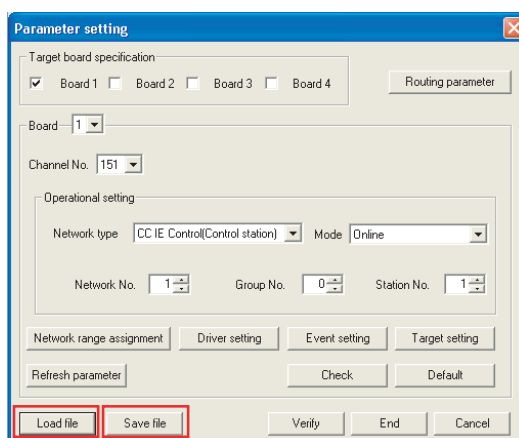 Parameter setting
Target board specification
Board 1 Board 2 Board 3 Board 4
Routing parameter
Board 1
Channel No. 151
Operational setting
Network type CC IE Control(Control station) Mode Online
Network No. 1 Group No. 0 Station No. 1
Network range assignment Driver setting Event setting Target setting
Refresh parameter Check Default
Load file Save file Verify End Cancel